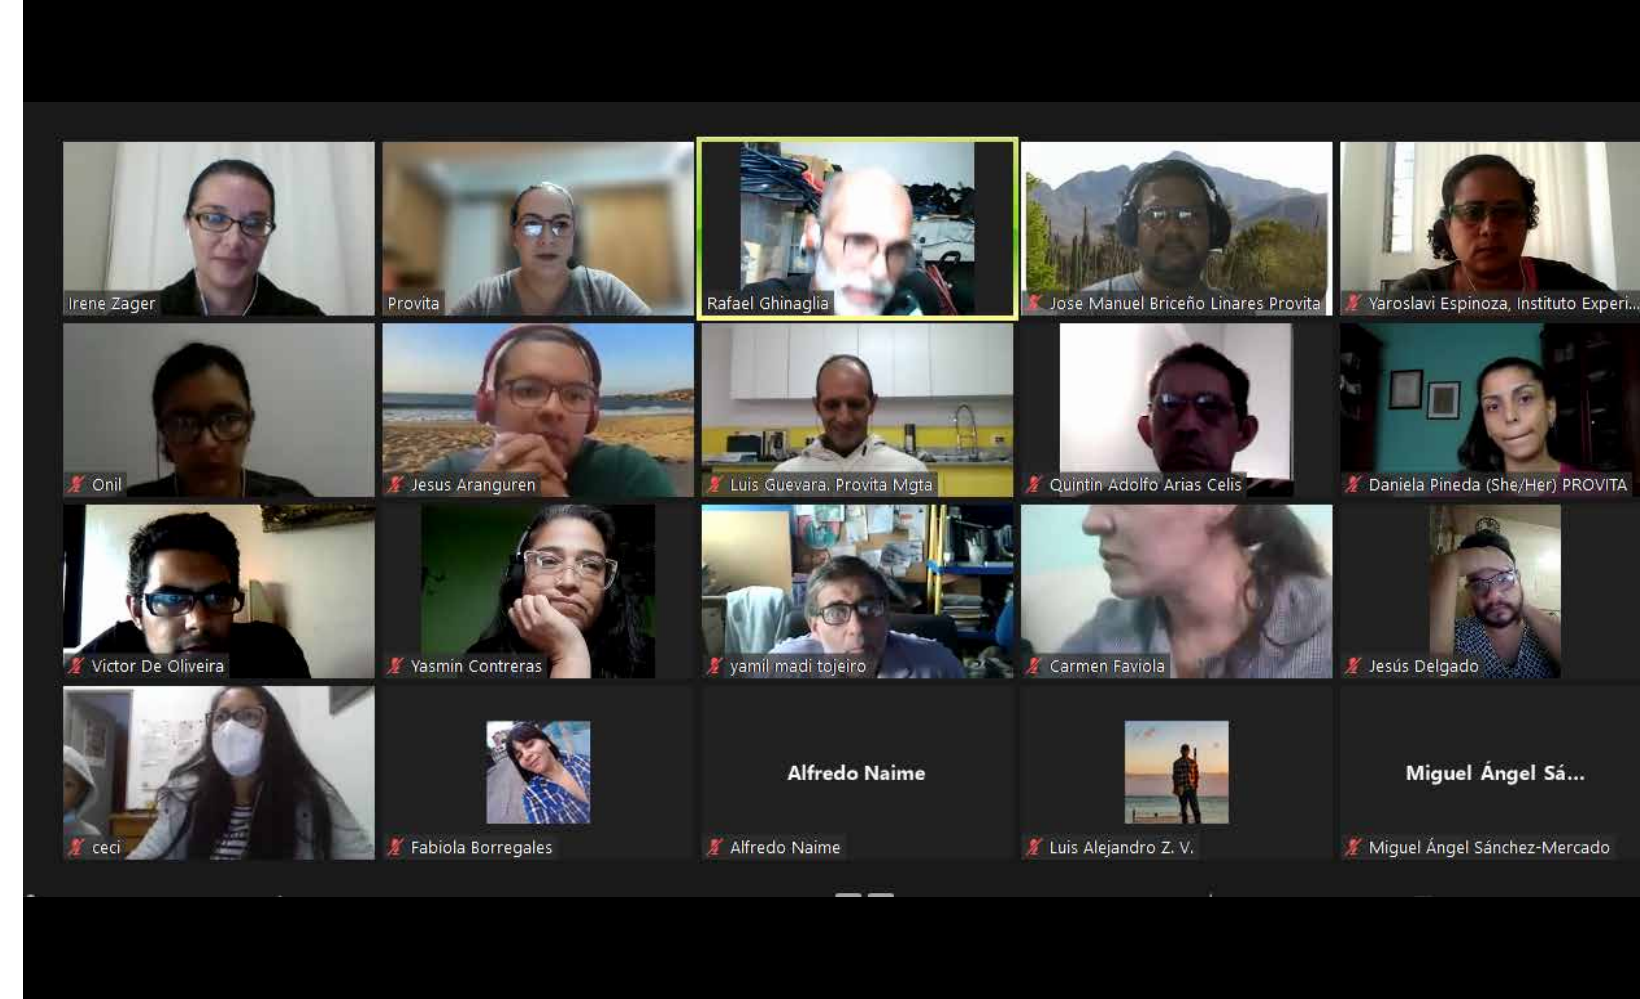 Irene Zager
Provita
Rafael Ghinaglia
Jose Manuel Briceño Linares Provita
Yaroslavi Espinoza, Instituto Experi...
Onil
Jesus Aranguren
Luis Guevara. Provita Mgta
Quintin Adolfo Arias Celis
Daniela Pineda (She/Her) PROVITA
Victor De Oliveira
Yasmin Contreras
yamil madi tojeiro
Carmen Faviola
Jesús Delgado
ceci
Fabiola Borregales
Alfredo Naime
Alfredo Naime
Luis Alejandro Z. V.
Miguel Ángel Sá...
Miguel Ángel Sánchez-Mercado